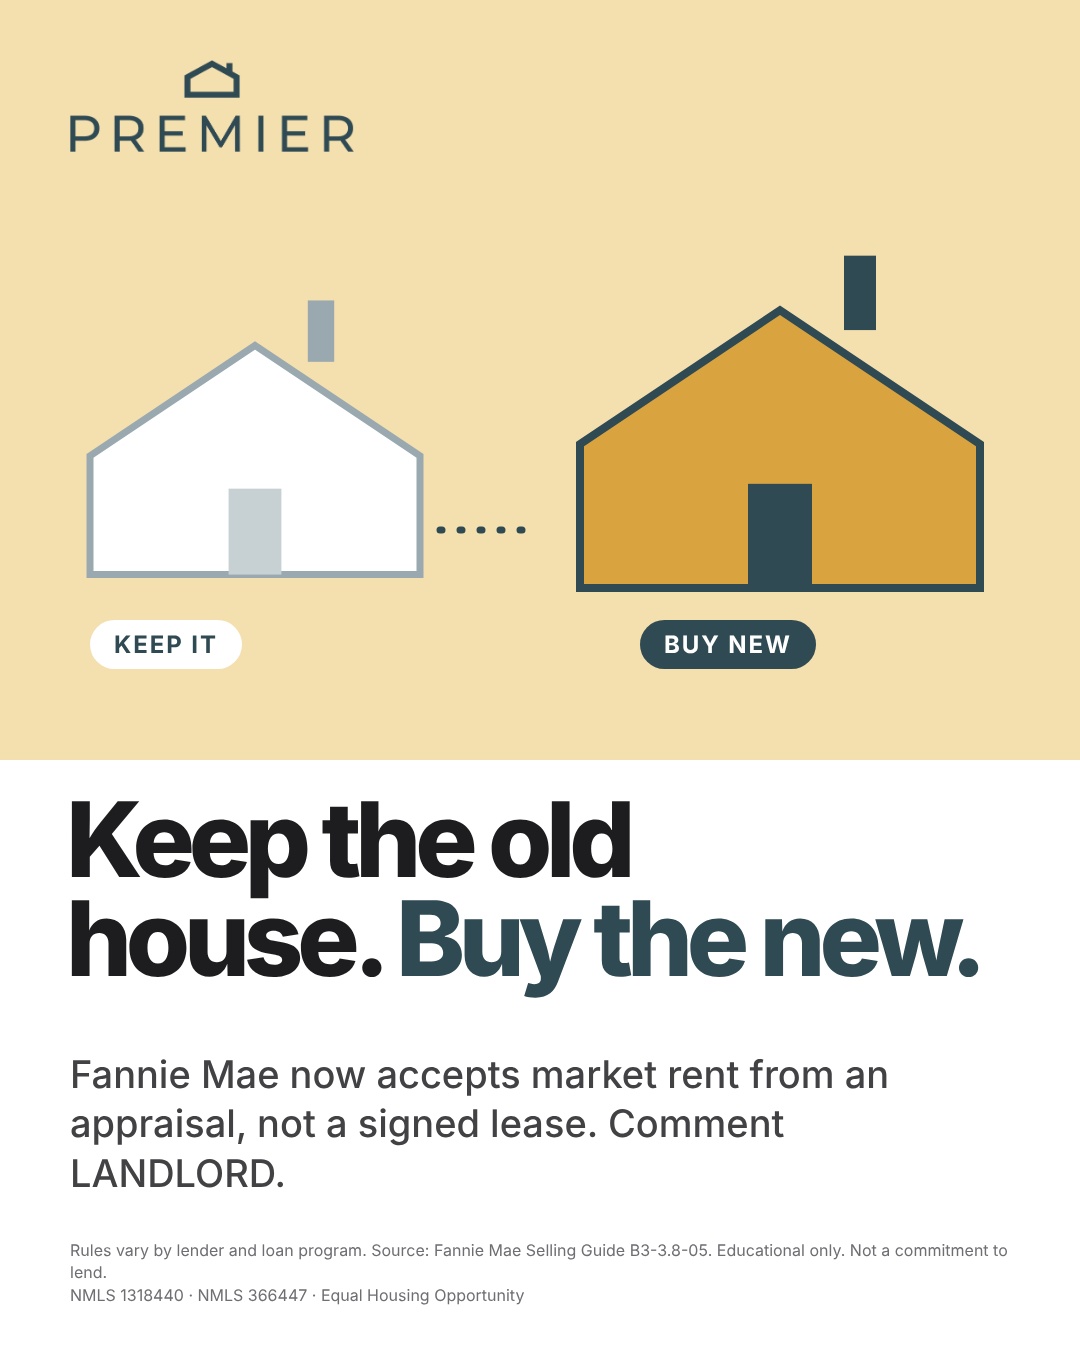 PREMIER
KEEP IT
BUY NEW
Keep the old
house. Buy the new.
Fannie Mae now accepts market rent from an
appraisal, not a signed lease. Comment
LANDLORD.
Rules vary by lender and loan program. Source: Fannie Mae Selling Guide B3-3.8-05. Educational only. Not a commitment to
lend.
NMLS 1318440 · NMLS 366447 · Equal Housing Opportunity